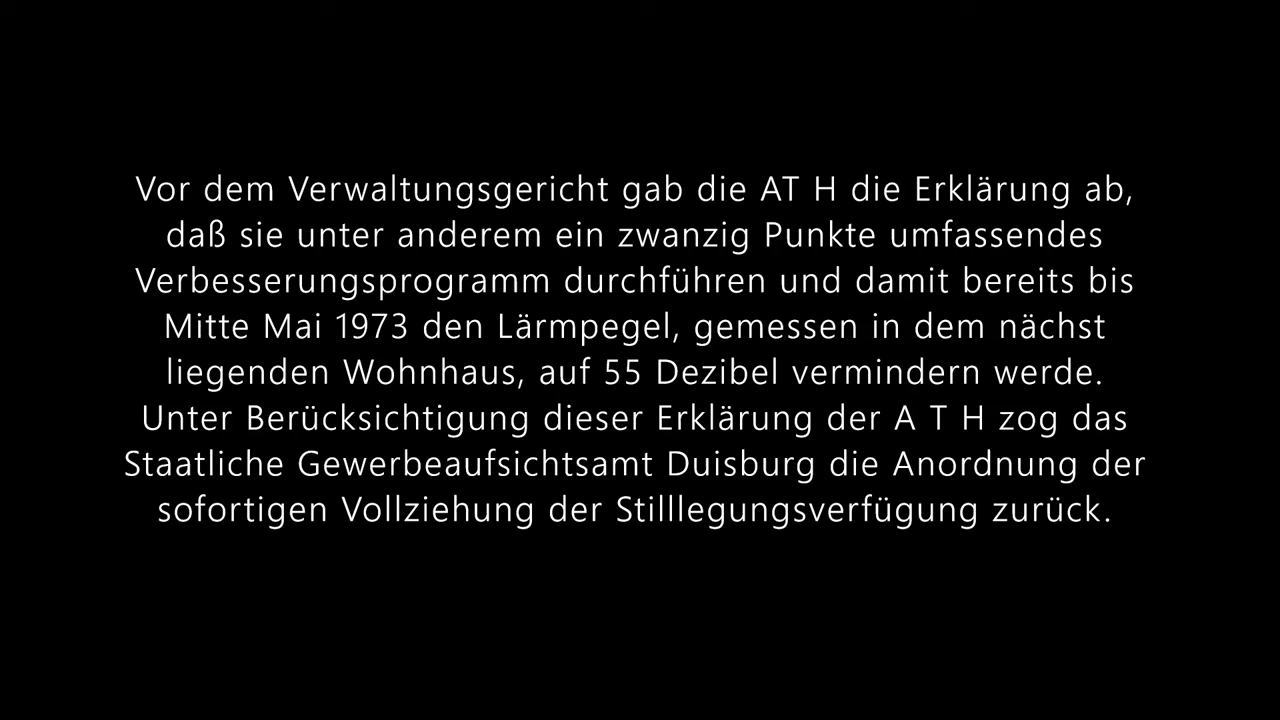 Vor dem Verwaltungsgericht gab die AT H die Erklärung ab,
daß sie unter anderem ein zwanzig Punkte umfassendes
Verbesserungsprogramm durchführen und damit bereits bis
Mitte Mai 1973 den Lärmpegel, gemessen in dem nächst
liegenden Wohnhaus, auf 55 Dezibel vermindern werde.
Unter Berücksichtigung dieser Erklärung der A T H zog das
Staatliche Gewerbeaufsichtsamt Duisburg die Anordnung der
sofortigen Vollziehung der Stilllegungsverfügung zurück.